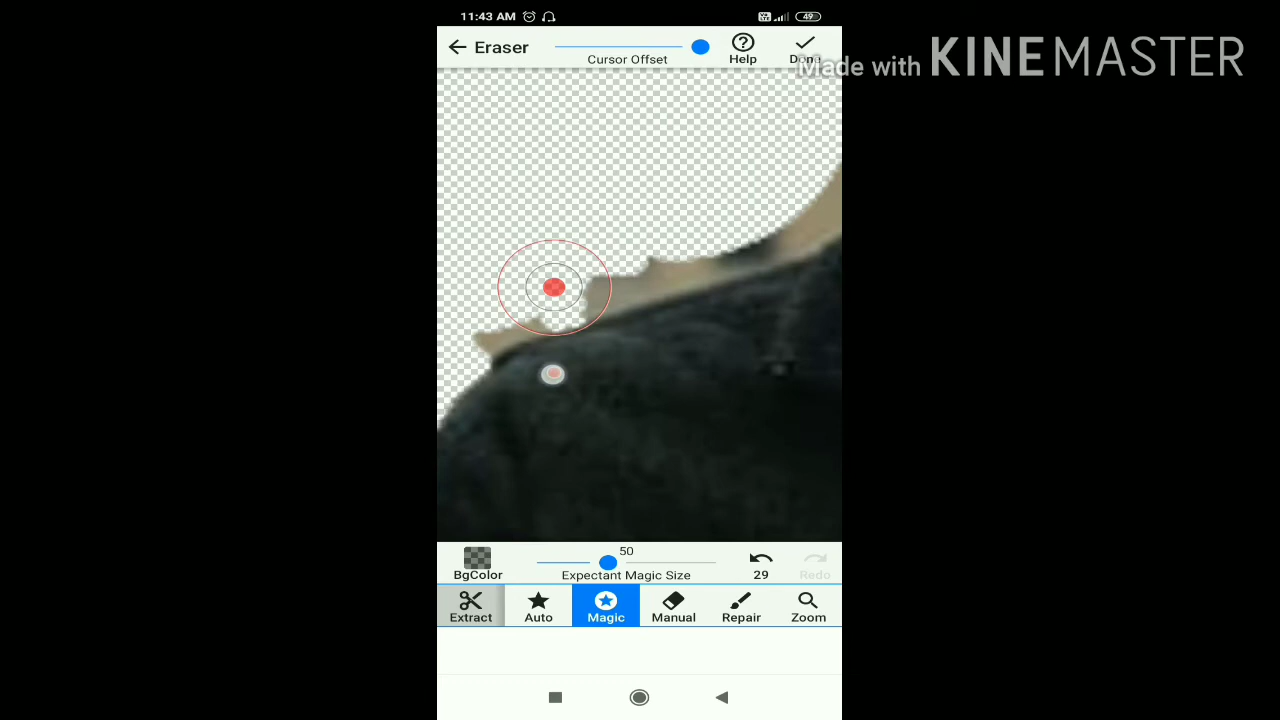 11:43 AM
49
Eraser
Cursor Offset
Help
Done
Made with KINEMASTER
50
BgColor
Expectant Magic Size
29
Redo
Extract
Auto
Magic
Manual
Repair
Zoom